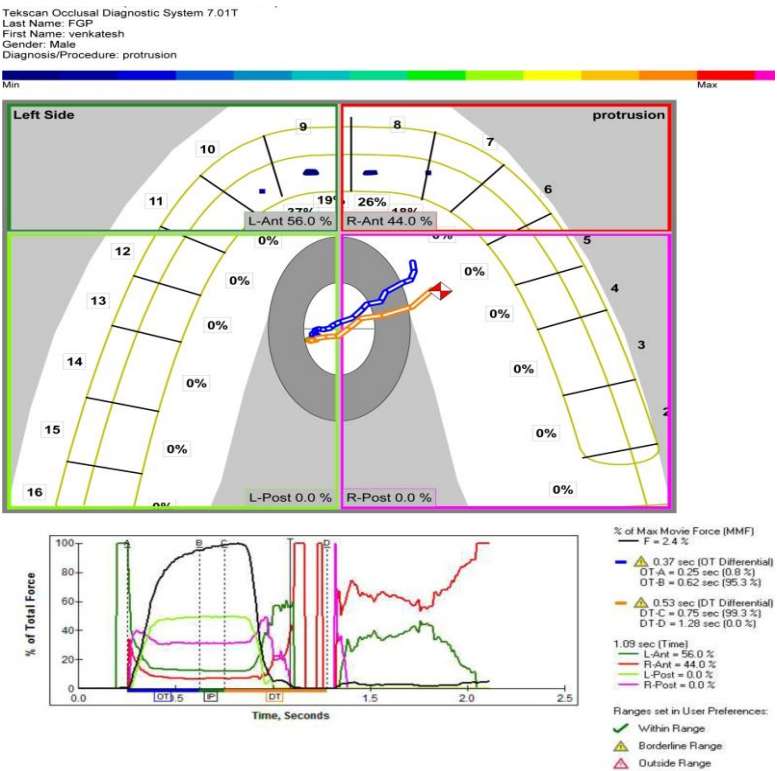 Tekscan Occlusal Diagnostic System 7.01T
Last Name: FGP
First Name: venkatesh
Gender: Male
Diagnosis/Procedure: protrusion
Min
Max
Left Side
protrusion
9
8
10
7
11
6
12
5
13
4
14
3
15
2
16
19%
26%
L-Ant 56.0 %
R-Ant 44.0 %
0%
0%
0%
0%
0%
0%
0%
0%
0%
0%
L-Post 0.0 %
R-Post 0.0 %
% of Total Force
100
80
60
40
20
0
A
B
C
D
0.0
1.5
2.0
2.5
OT
IP
DT
Time, Seconds
% of Max Movie Force (MMF)
F = 2.4 %
0.37 sec (OT Differential)
OT-A = 0.25 sec (0.8 %)
OT-B = 0.62 sec (95.3 %)
0.53 sec (DT Differential)
DT-C = 0.75 sec (99.3 %)
DT-D = 1.28 sec (0.0 %)
1.09 sec (Time)
L-Ant = 56.0 %
R-Ant = 44.0 %
L-Post = 0.0 %
R-Post = 0.0 %
Ranges set in User Preferences:
Within Range
Borderline Range
Outside Range